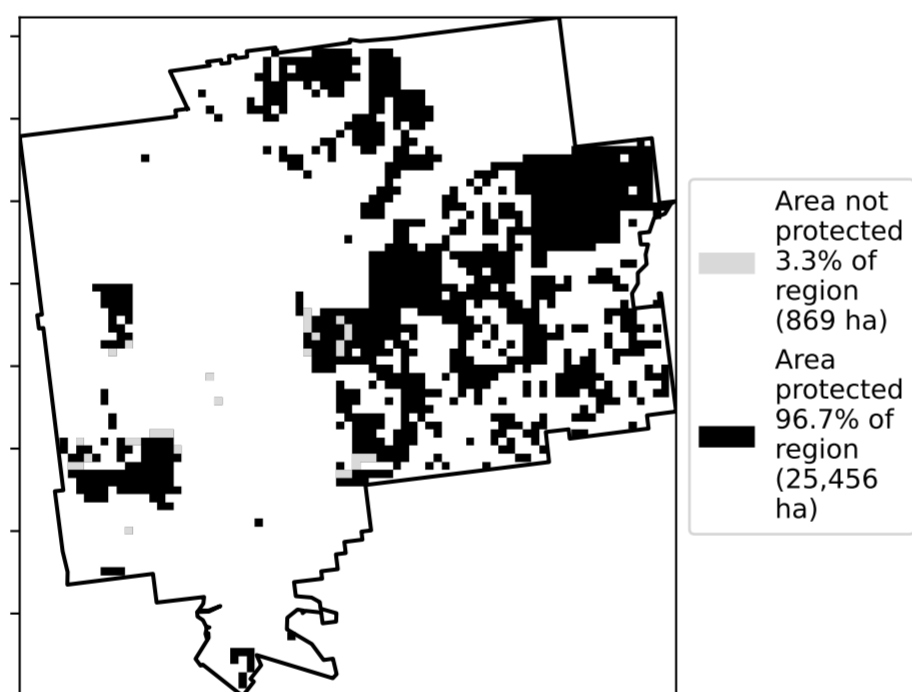 Area not
protected
3.3% of
region
(869 ha)
Area
protected
96.7% of
region
(25,456
ha)